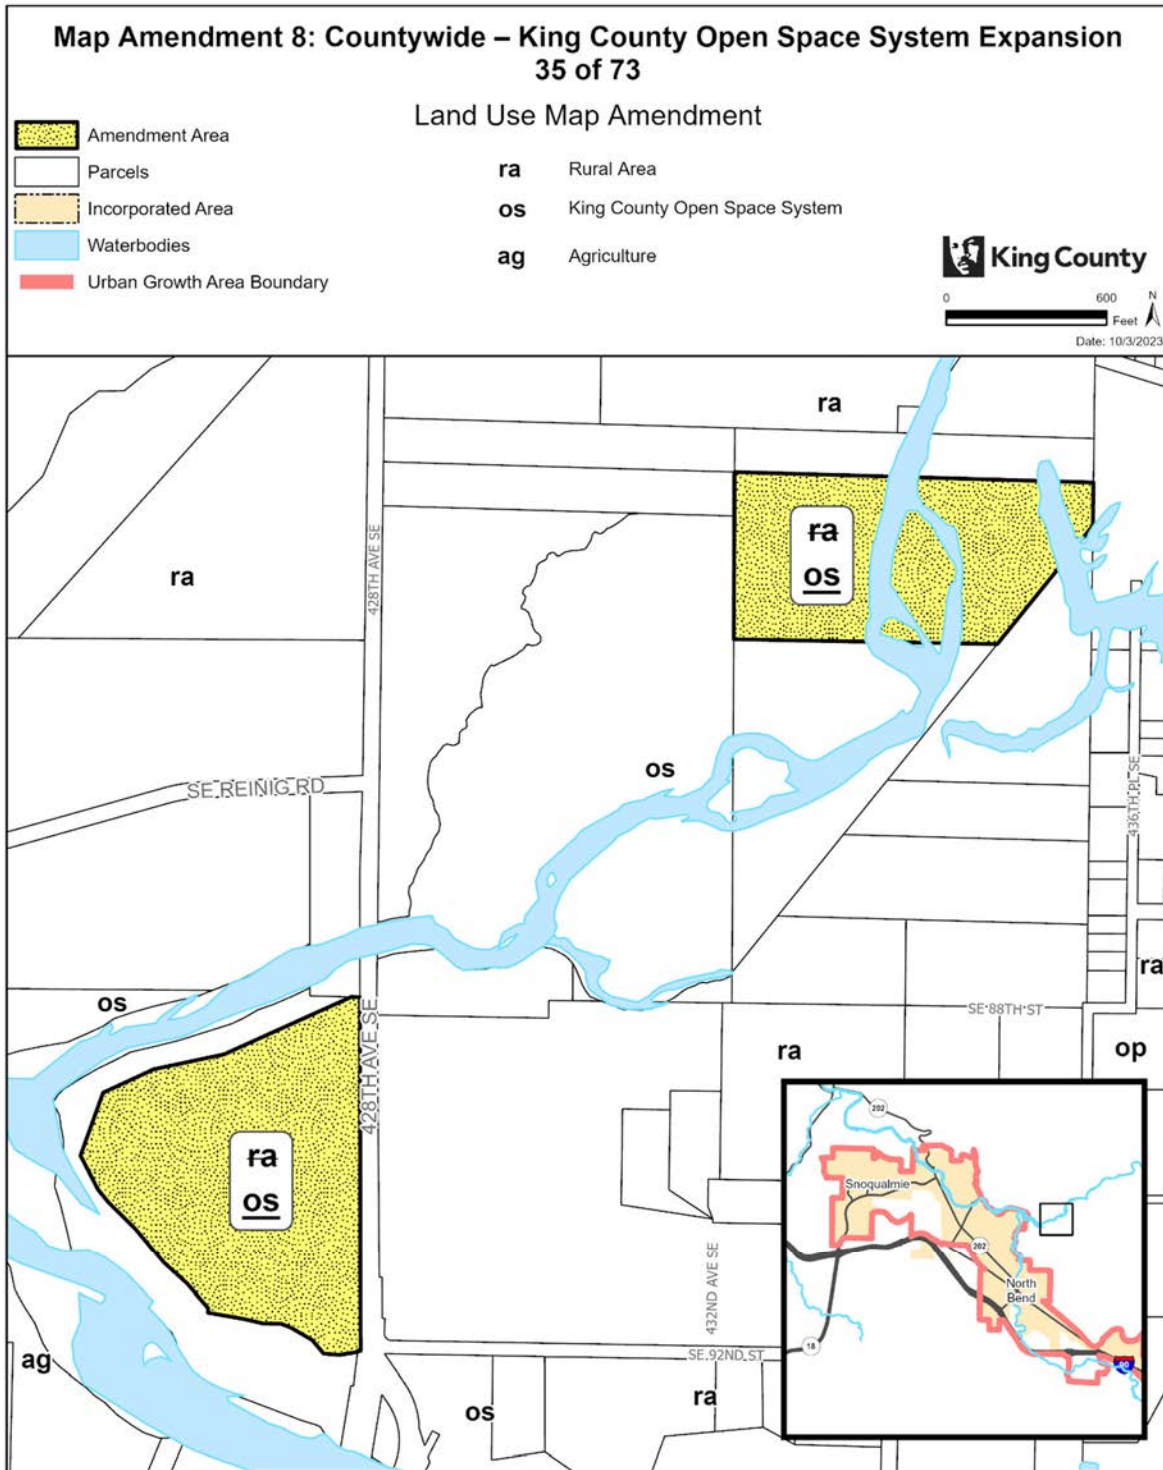 Map Amendment 8: Countywide – King County Open Space System Expansion
35 of 73
Land Use Map Amendment
Amendment Area
Parcels
Incorporated Area
Waterbodies
Urban Growth Area Boundary
ra Rural Area
os King County Open Space System
ag Agriculture
King County
0 600
Feet
N
Date: 10/3/2023
ra
ra
os
ra
428TH AVE SE
os
SE REINIG RD
436TH PL SE
os
ra
SE 88TH ST
428TH AVE SE
ra
op
ra
os
432ND AVE SE
SE 92ND ST
ag
os
ra
202
Snoqualmie
202
North
Bend
18
90